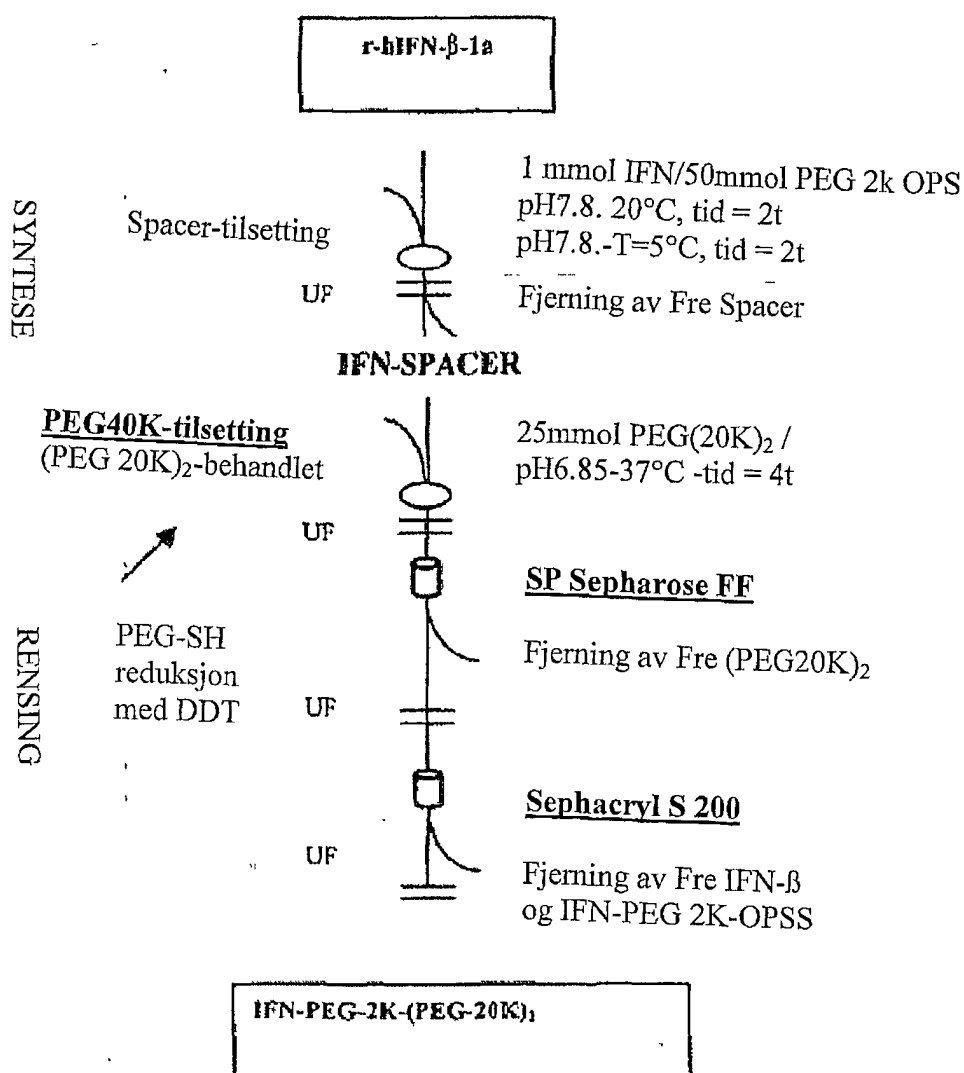 r-hIFN-β-1a
SYNTESE
Spacer-tilsetting
1 mmol IFN/50mmol PEG 2k OPS
pH7.8. 20°C, tid = 2t
pH7.8.-T=5°C, tid = 2t
UF
Fjerning av Fre Spacer
IFN-SPACER
PEG40K-tilsetting
(PEG 20K)₂-behandlet
25mmol PEG(20K)₂ /
pH6.85-37°C -tid = 4t
UF
SP Sepharose FF
RENSING
PEG-SH
reduksjon
med DDT
Fjerning av Fre (PEG20K)₂
UF
Sephacryl S 200
UF
Fjerning av Fre IFN-ß
og IFN-PEG 2K-OPSS
IFN-PEG-2K-(PEG-20K)₂